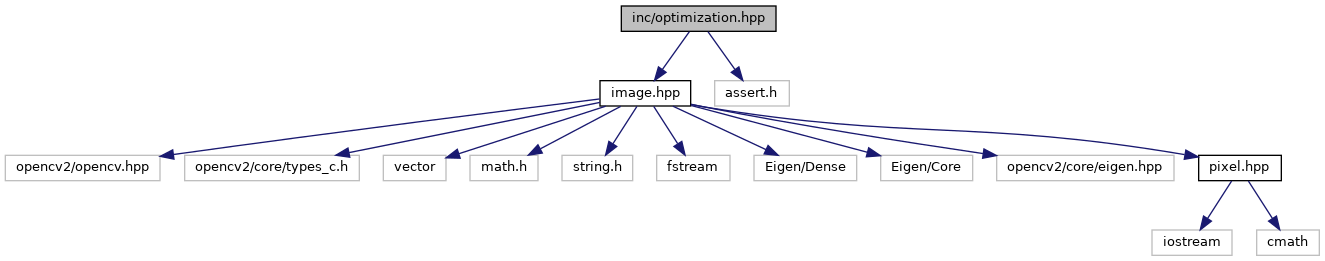 inc/optimization.hpp
image.hpp
assert.h
opencv2/opencv.hpp
opencv2/core/types_c.h
vector
math.h
string.h
fstream
Eigen/Dense
Eigen/Core
opencv2/core/eigen.hpp
pixel.hpp
iostream
cmath